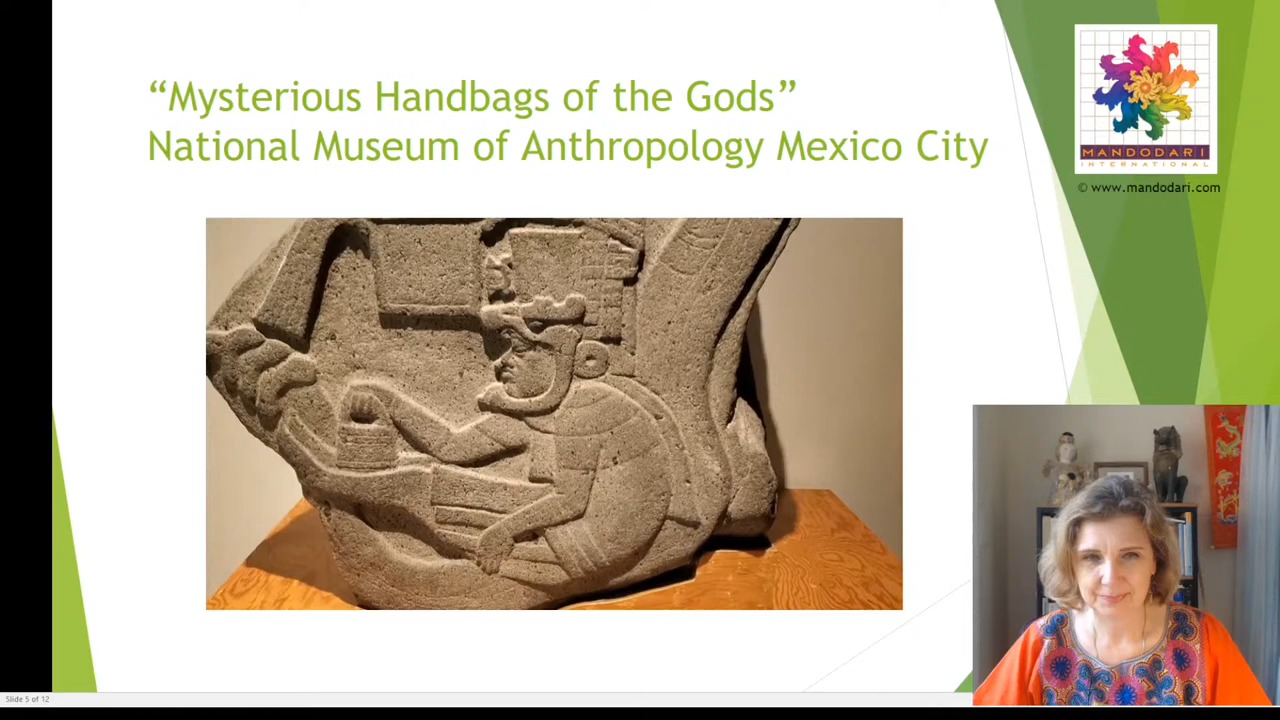 “Mysterious Handbags of the Gods”
National Museum of Anthropology Mexico City
MANDODARI
INTERNATIONAL
© www.mandodari.com
Slide 5 of 12